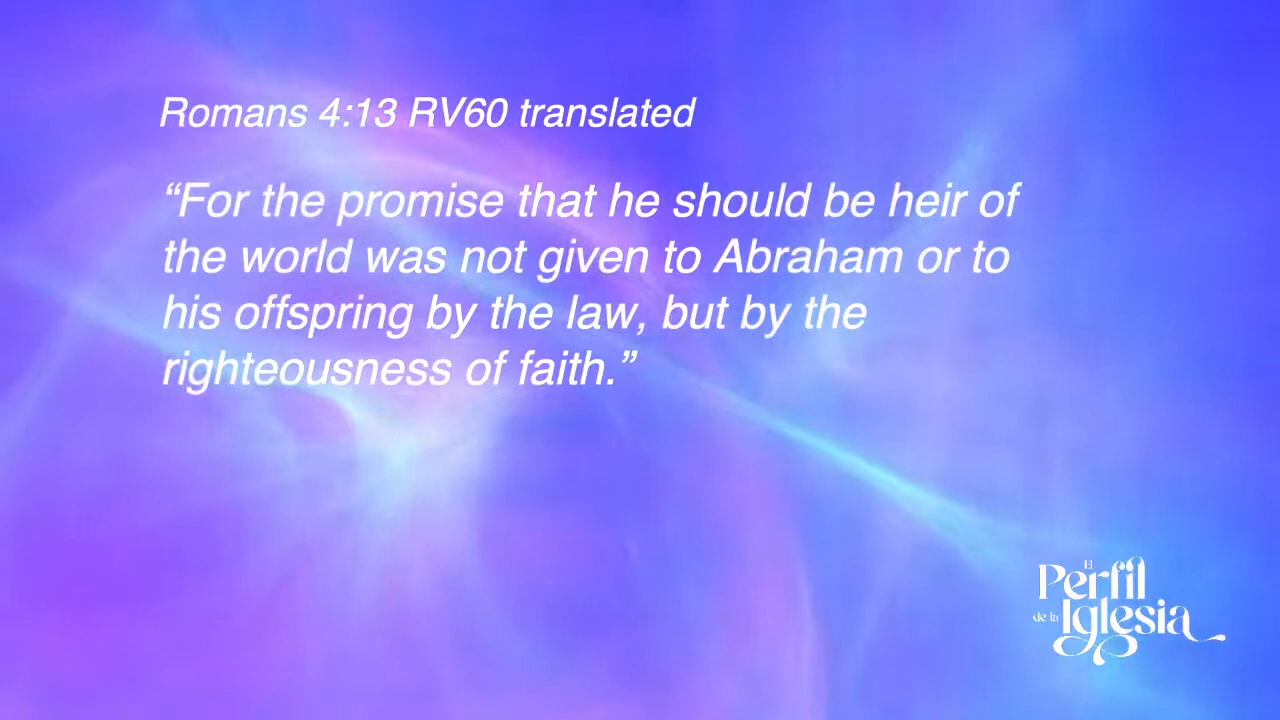 Romans 4:13 RV60 translated
“For the promise that he should be heir of
the world was not given to Abraham or to
his offspring by the law, but by the
righteousness of faith.”
El
Perfil
de la Iglesia